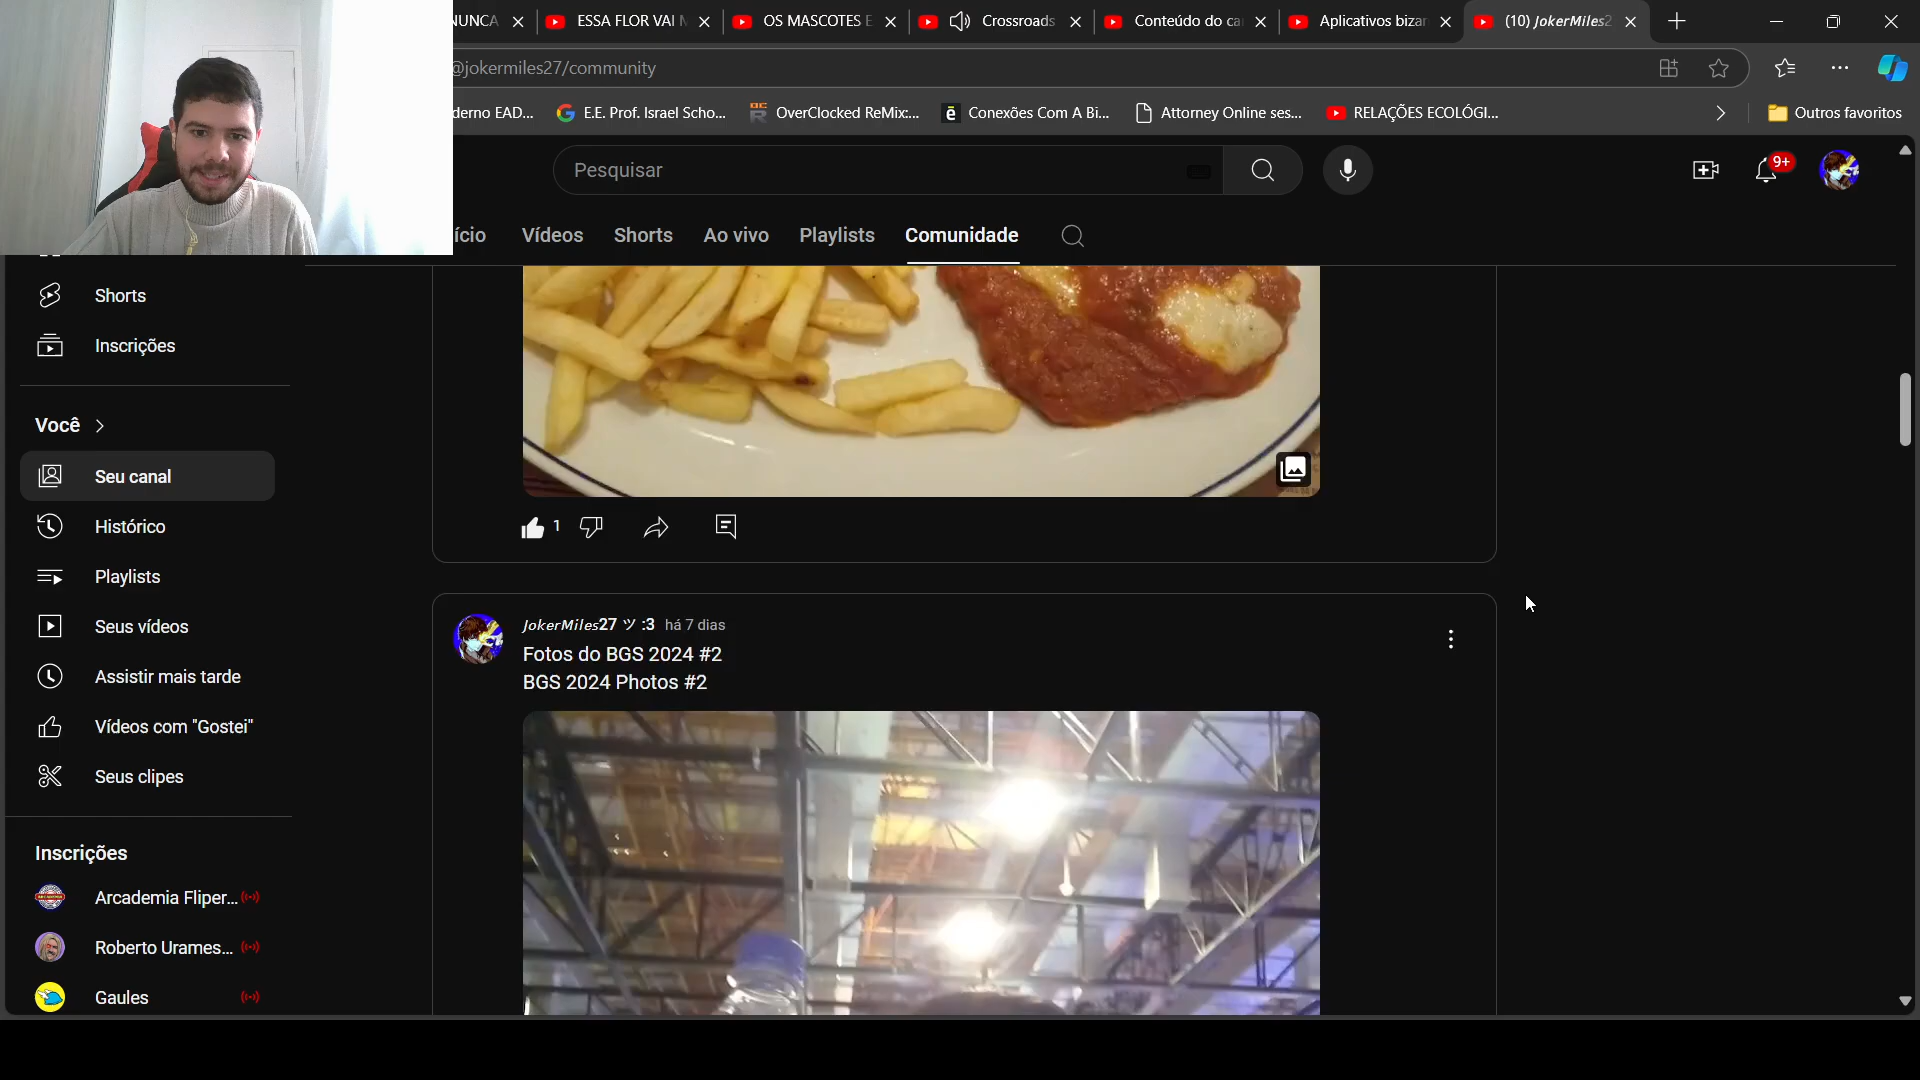 NUNCA
ESSA FLOR VAI
OS MASCOTES E
Crossroads
Conteúdo do ca
Aplicativos bizar
(10) JokerMiles2
@jokermiles27/community
derno EAD...
E.E. Prof. Israel Scho...
OverClocked ReMix:...
Conexões Com A Bi...
Attorney Online ses...
RELAÇÕES ECOLÓGI...
Outros favoritos
Pesquisar
9+
ício
Vídeos
Shorts
Ao vivo
Playlists
Comunidade
Shorts
Inscrições
Você
Seu canal
Histórico
Playlists
Seus vídeos
Assistir mais tarde
Vídeos com "Gostei"
Seus clipes
Inscrições
Arcademia Fliper...
Roberto Urames...
Gaules
1
JokerMiles27 ツ :3 há 7 dias
Fotos do BGS 2024 #2
BGS 2024 Photos #2